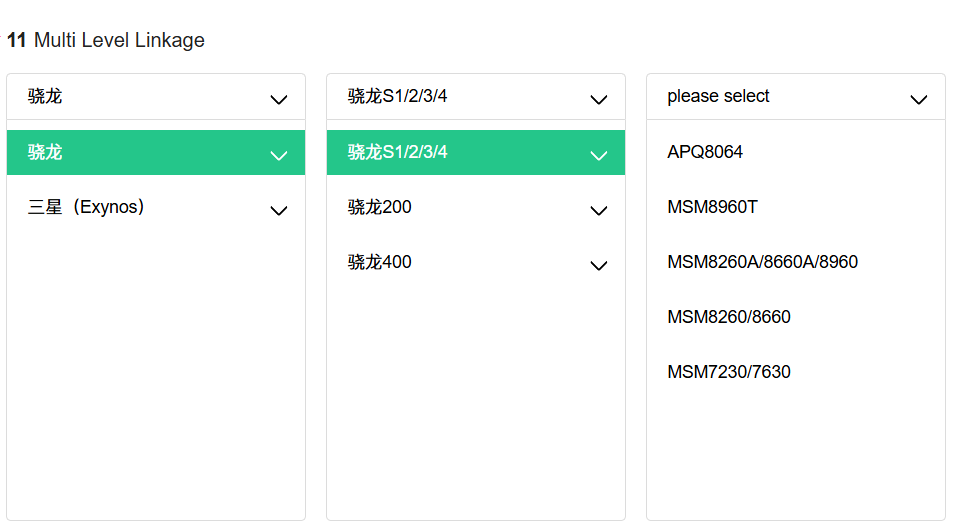 11 Multi Level Linkage
骁龙
骁龙
三星（Exynos）
骁龙S1/2/3/4
骁龙S1/2/3/4
骁龙200
骁龙400
please select
APQ8064
MSM8960T
MSM8260A/8660A/8960
MSM8260/8660
MSM7230/7630